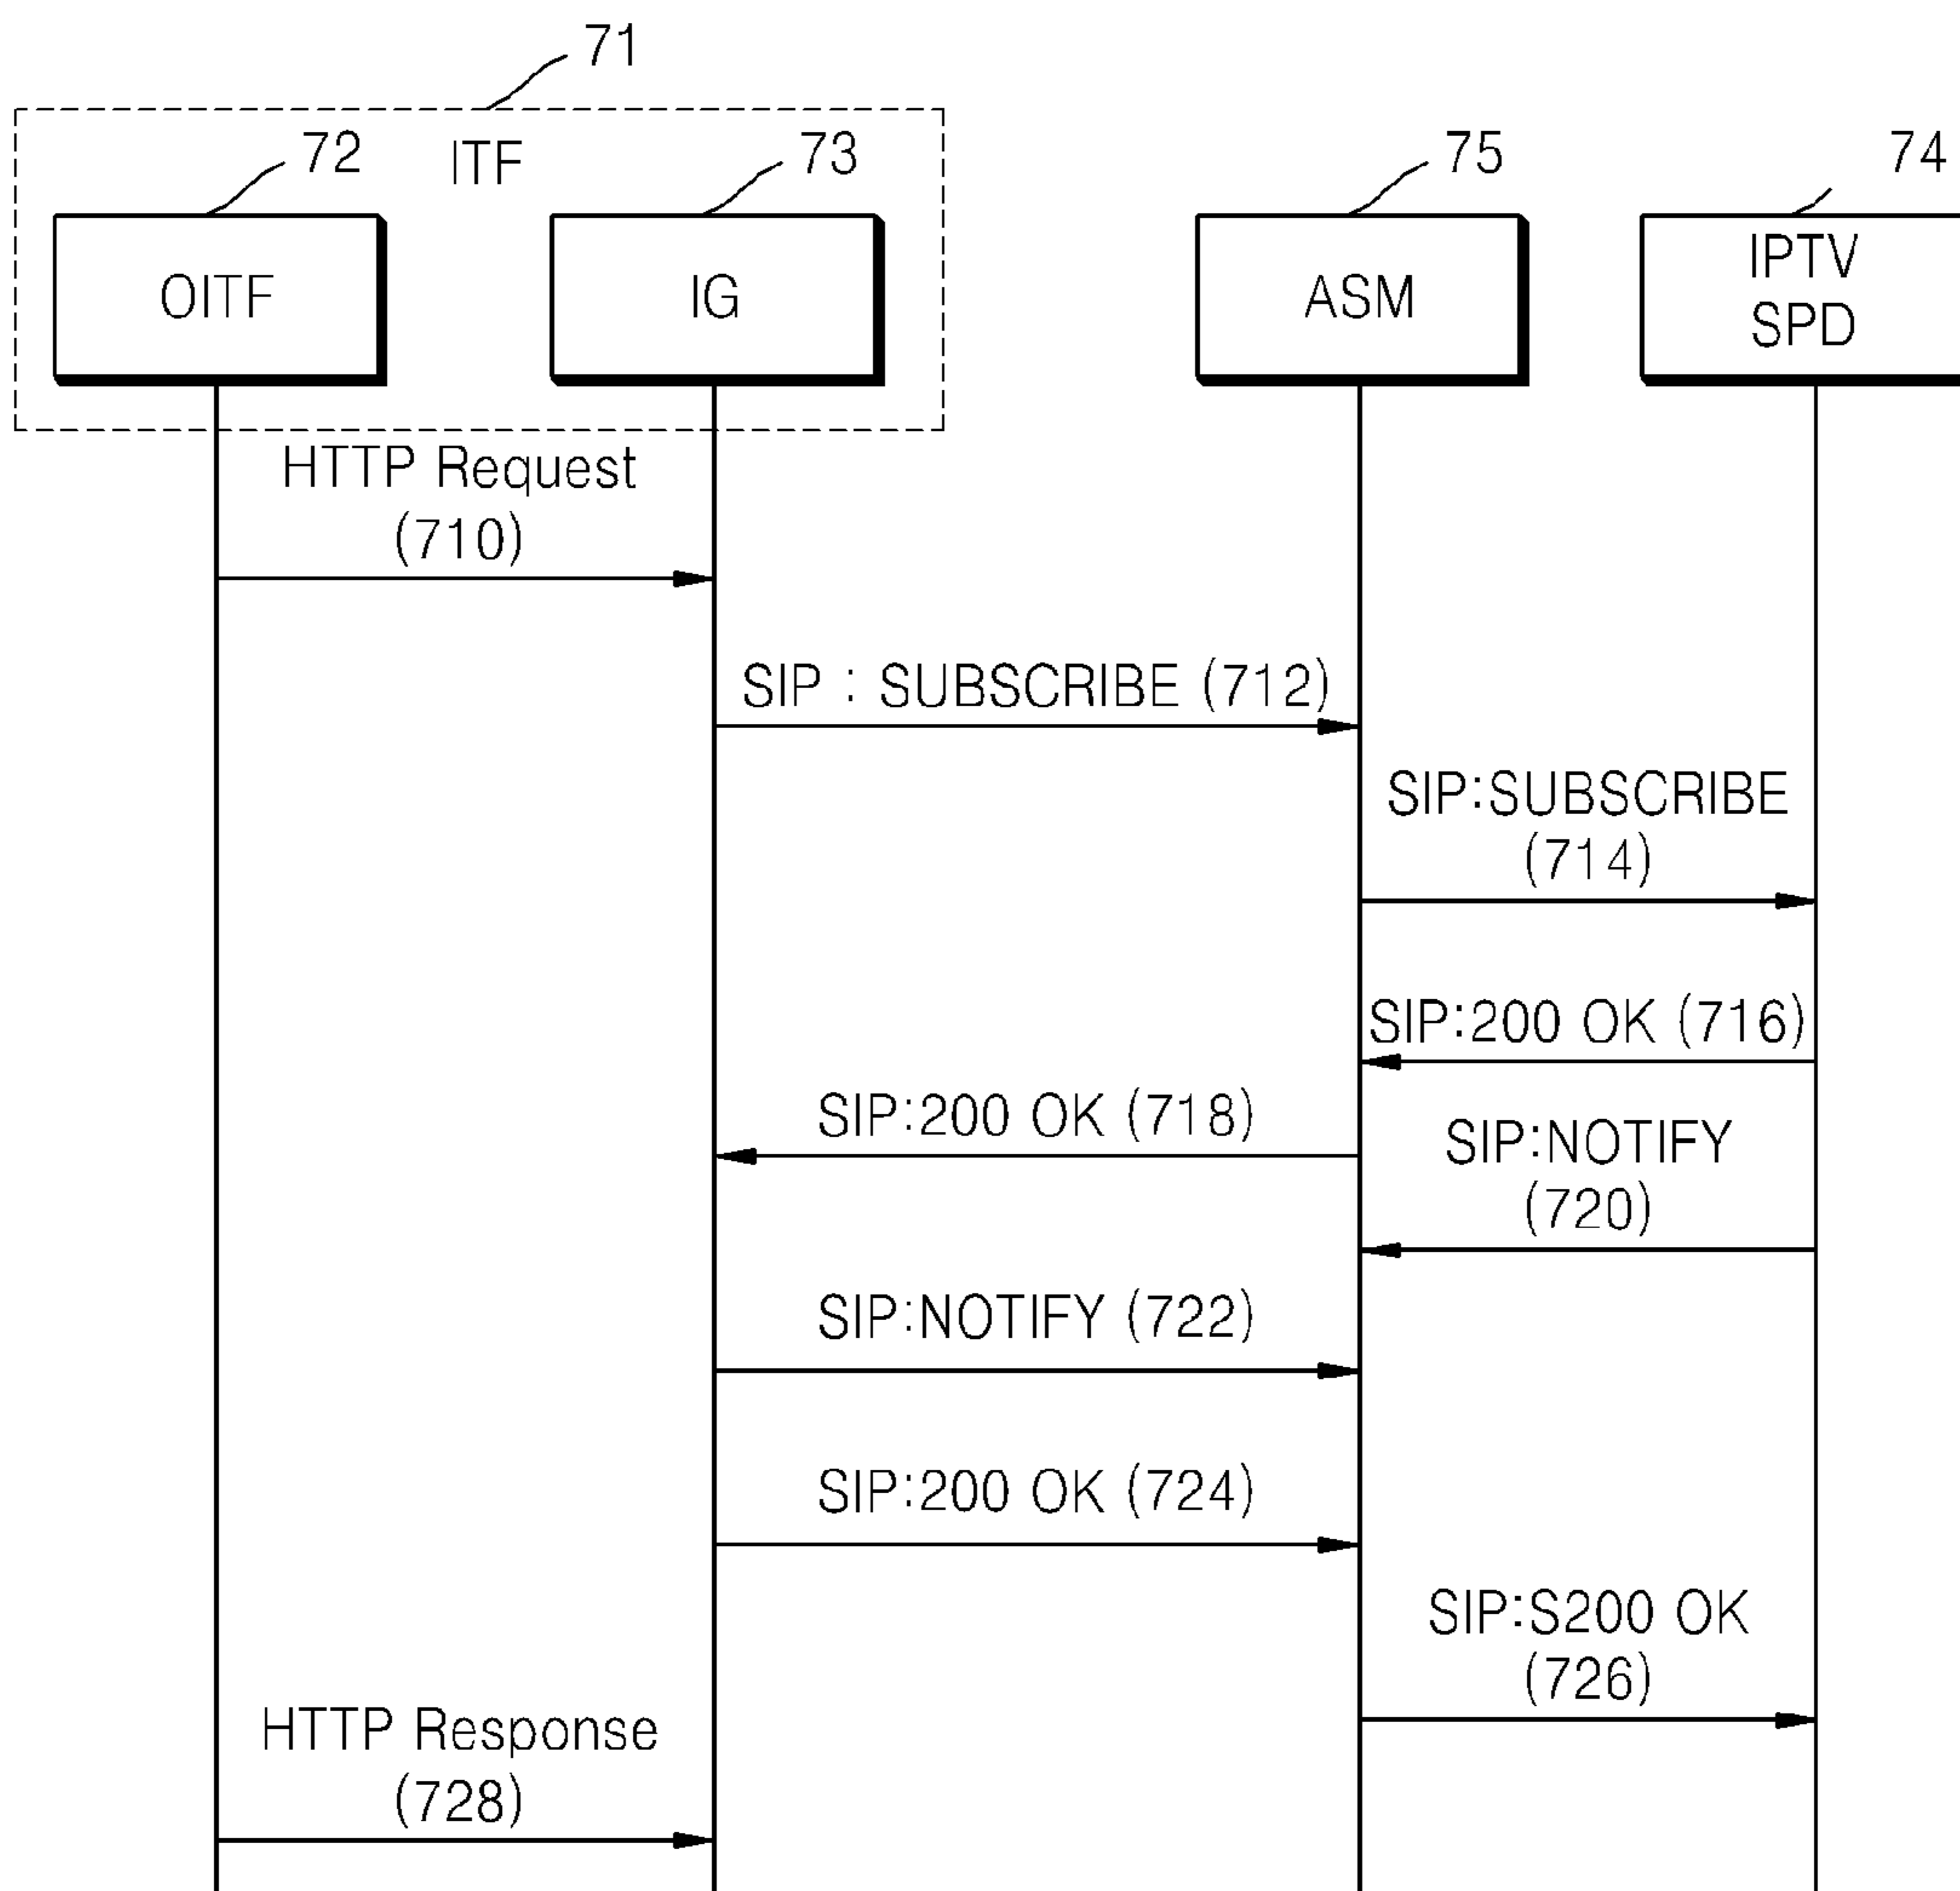 71
72
ITF
73
75
74
OITF
IG
ASM
IPTV
SPD
HTTP Request
(710)
SIP : SUBSCRIBE (712)
SIP:SUBSCRIBE
(714)
SIP:200 OK (716)
SIP:200 OK (718)
SIP:NOTIFY
(720)
SIP:NOTIFY (722)
SIP:200 OK (724)
SIP:S200 OK
(726)
HTTP Response
(728)